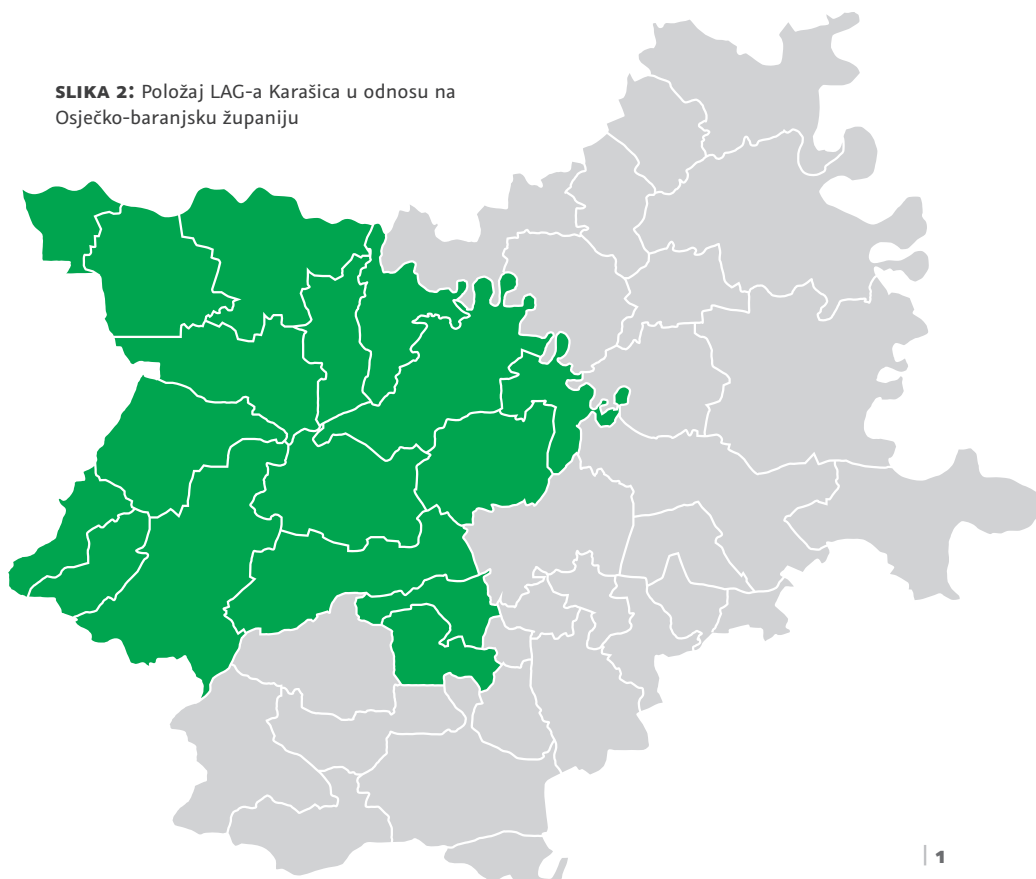 SLIKA 2: Položaj LAG-a Karašica u odnosu na
Osječko-baranjsku županiju
| 1